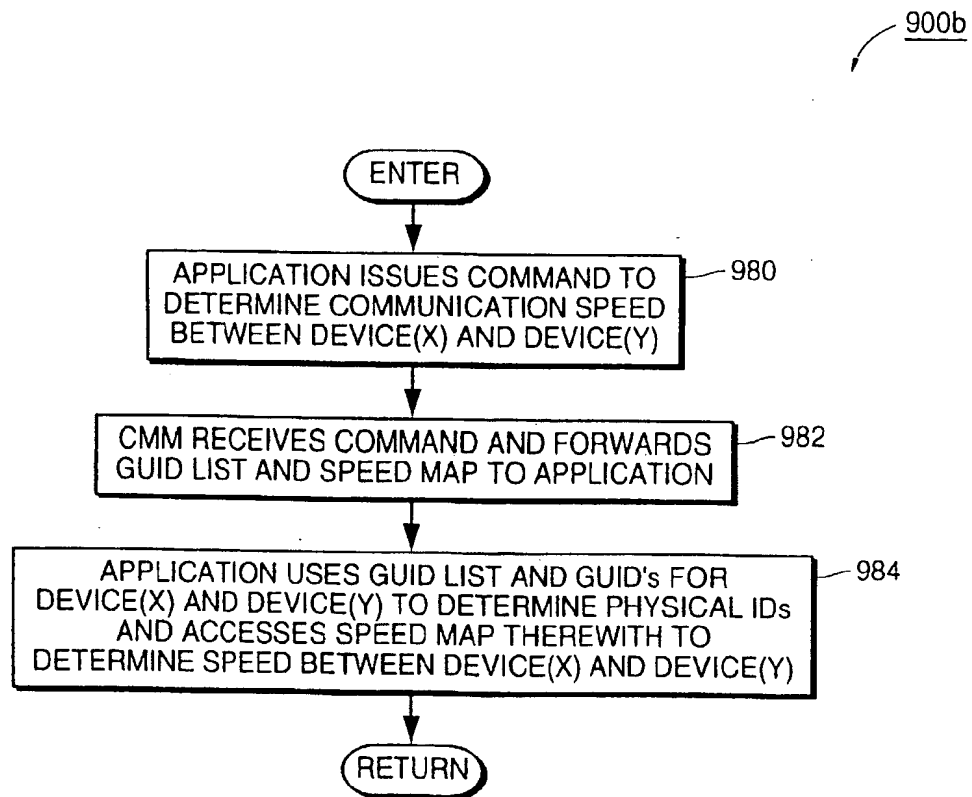 900b
ENTER
APPLICATION ISSUES COMMAND TO
DETERMINE COMMUNICATION SPEED
BETWEEN DEVICE(X) AND DEVICE(Y)
980
CMM RECEIVES COMMAND AND FORWARDS
GUID LIST AND SPEED MAP TO APPLICATION
982
APPLICATION USES GUID LIST AND GUID's FOR
DEVICE(X) AND DEVICE(Y) TO DETERMINE PHYSICAL IDs
AND ACCESSES SPEED MAP THEREWITH TO
DETERMINE SPEED BETWEEN DEVICE(X) AND DEVICE(Y)
984
RETURN